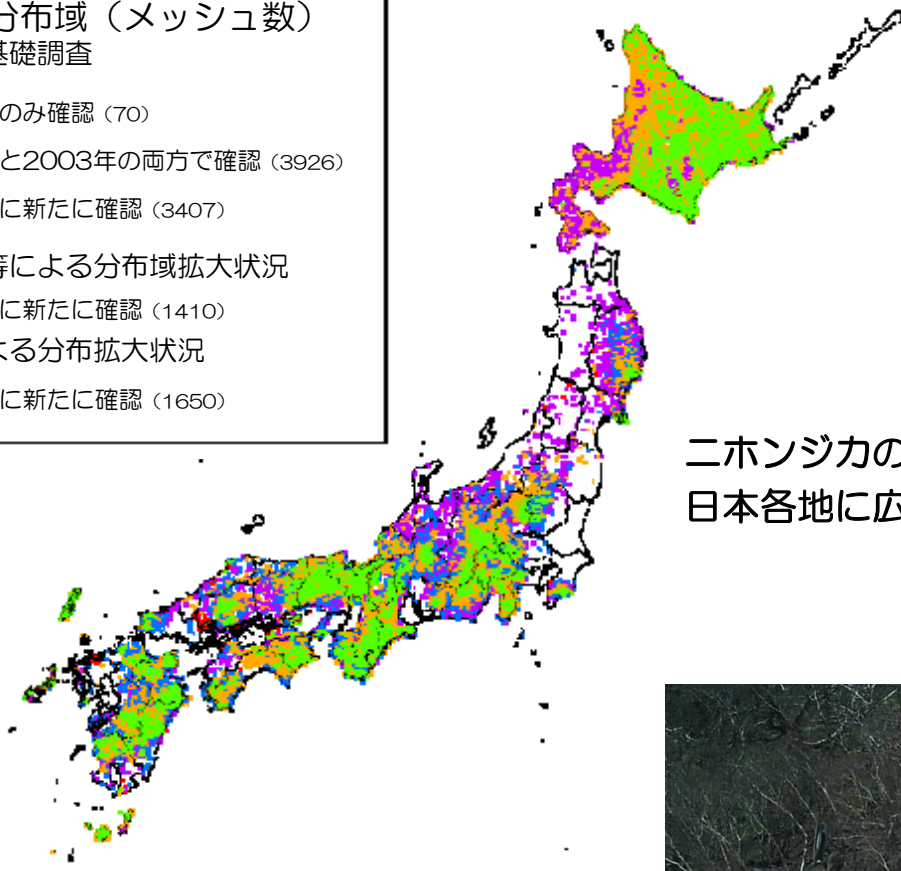 分布域（メッシュ数）
基礎調査
のみ確認（70）
と2003年の両方で確認（3926）
に新たに確認（3407）
等による分布域拡大状況
に新たに確認（1410）
よる分布拡大状況
に新たに確認（1650）
ニホンジカの
日本各地に広